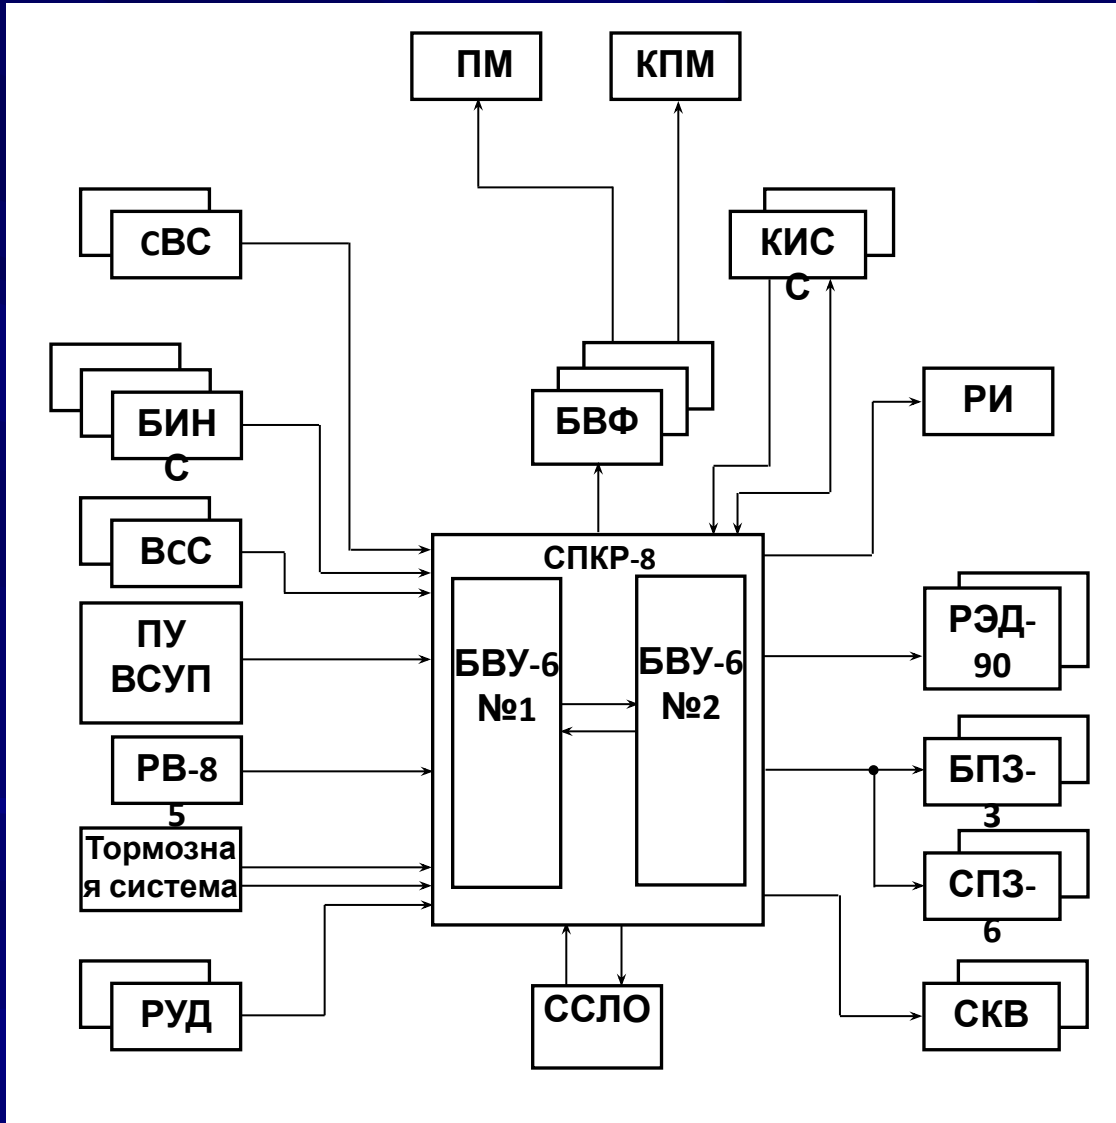 ПМ
КПМ
СВС
КИС
С
БИН
С
БВФ
РИ
ВСС
СПКР-8
ПУ
ВСУП
БВУ-6
№1
БВУ-6
№2
РЭД-
90
РВ-8
5
БПЗ-
3
Тормозна
я система
СПЗ-
6
РУД
ССЛО
СКВ